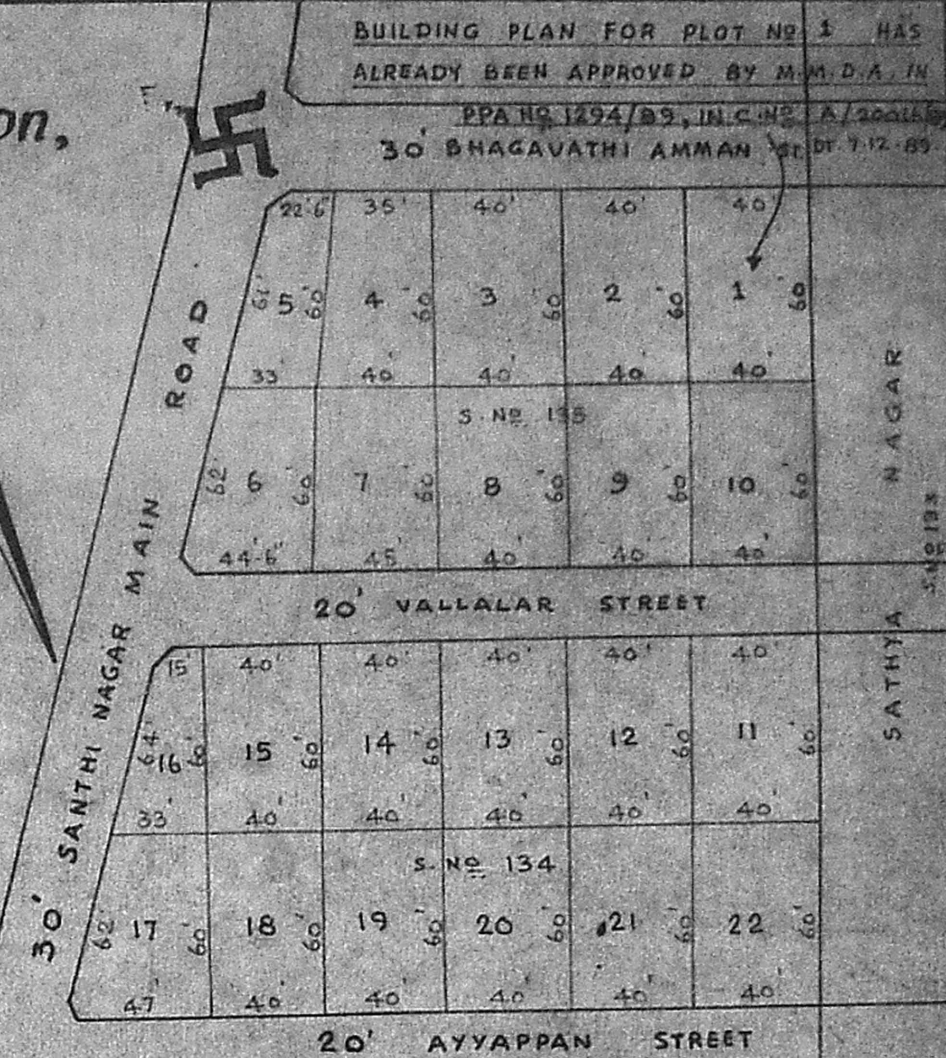 on,
BUILDING PLAN FOR PLOT No 1 HAS
ALREADY BEEN APPROVED BY M.M.D.A. IN
PPA No 1294/89, IN C. No A/
30' BHAGAVATHI AMMAN St. DT. 7.12.89
22'6" 35' 40' 40' 40'
61' 5 60' 4 60' 3 60' 2 60' 1 60'
33' 40' 40' 40' 40'
S. No 135
62' 6 60' 7 60' 8 60' 9 60' 10 60'
44'-6" 45' 40' 40' 40'
20' VALLALAR STREET
15' 40' 40' 40' 40' 40'
64' 16 60' 15 60' 14 60' 13 60' 12 60' 11 60'
33' 40' 40' 40' 40' 40'
S. No 134
62' 17 60' 18 60' 19 60' 20 60' 21 60' 22 60'
47' 40' 40' 40' 40' 40'
20' AYYAPPAN STREET
30' SANTHI NAGAR MAIN ROAD
SATHYA NAGAR
S. No 133